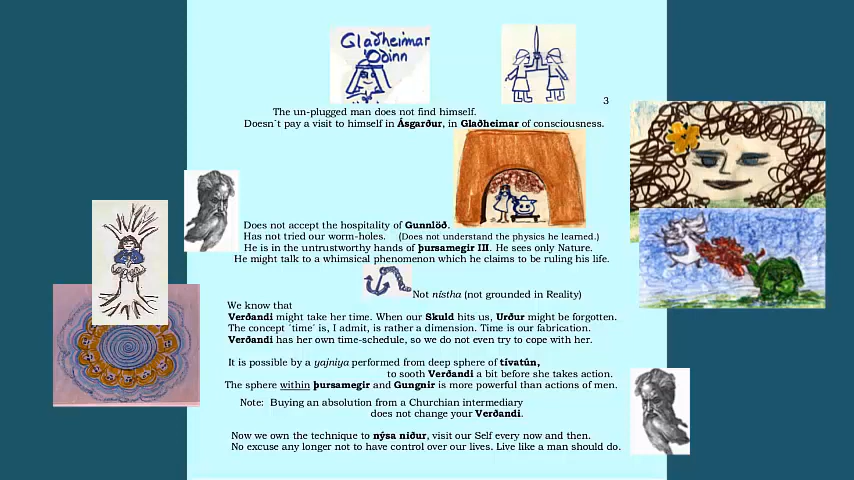 Glaðheimar
Óðinn
3
The un-plugged man does not find himself.
Doesn´t pay a visit to himself in Ásgarður, in Glaðheimar of consciousness.
Does not accept the hospitality of Gunnlöð.
Has not tried our worm-holes. (Does not understand the physics he learned.)
He is in the untrustworthy hands of þursamegir III. He sees only Nature.
He might talk to a whimsical phenomenon which he claims to be ruling his life.
Not nístha (not grounded in Reality)
We know that
Verðandi might take her time. When our Skuld hits us, Urður might be forgotten.
The concept ´time´ is, I admit, is rather a dimension. Time is our fabrication.
Verðandi has her own time-schedule, so we do not even try to cope with her.
It is possible by a yajniya performed from deep sphere of tívatún,
to sooth Verðandi a bit before she takes action.
The sphere within þursamegir and Gungnir is more powerful than actions of men.
Note: Buying an absolution from a Churchian intermediary
does not change your Verðandi.
Now we own the technique to nýsa niður, visit our Self every now and then.
No excuse any longer not to have control over our lives. Live like a man should do.